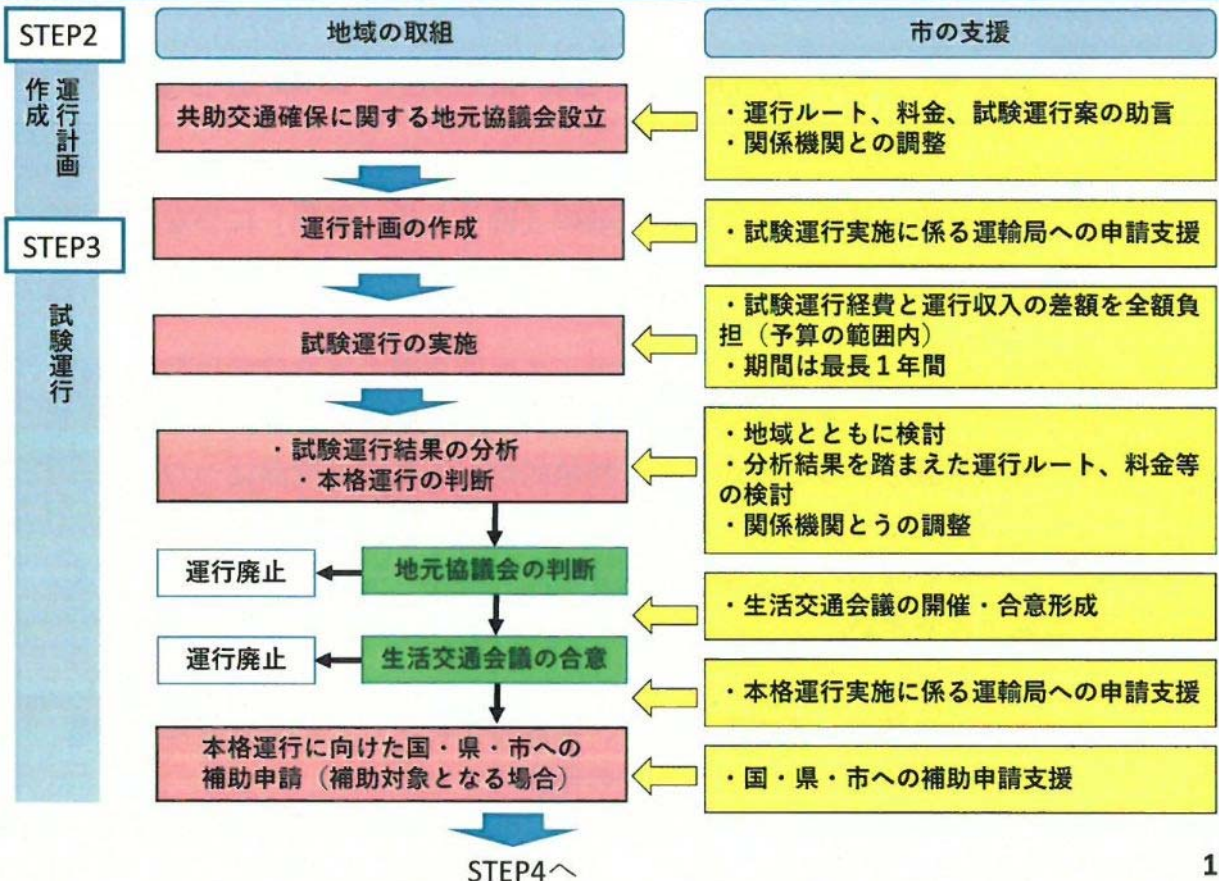 STEP2
地域の取組
市の支援
運行計画
作成
共助交通確保に関する地元協議会設立
・運行ルート、料金、試験運行案の助言
・関係機関との調整
STEP3
運行計画の作成
・試験運行実施に係る運輸局への申請支援
試験運行
試験運行の実施
・試験運行経費と運行収入の差額を全額負
担（予算の範囲内）
・期間は最長１年間
・試験運行結果の分析
・本格運行の判断
・地域とともに検討
・分析結果を踏まえた運行ルート、料金等
の検討
・関係機関とうの調整
運行廃止
地元協議会の判断
・生活交通会議の開催・合意形成
運行廃止
生活交通会議の合意
・本格運行実施に係る運輸局への申請支援
本格運行に向けた国・県・市への
補助申請（補助対象となる場合）
・国・県・市への補助申請支援
STEP4へ
1